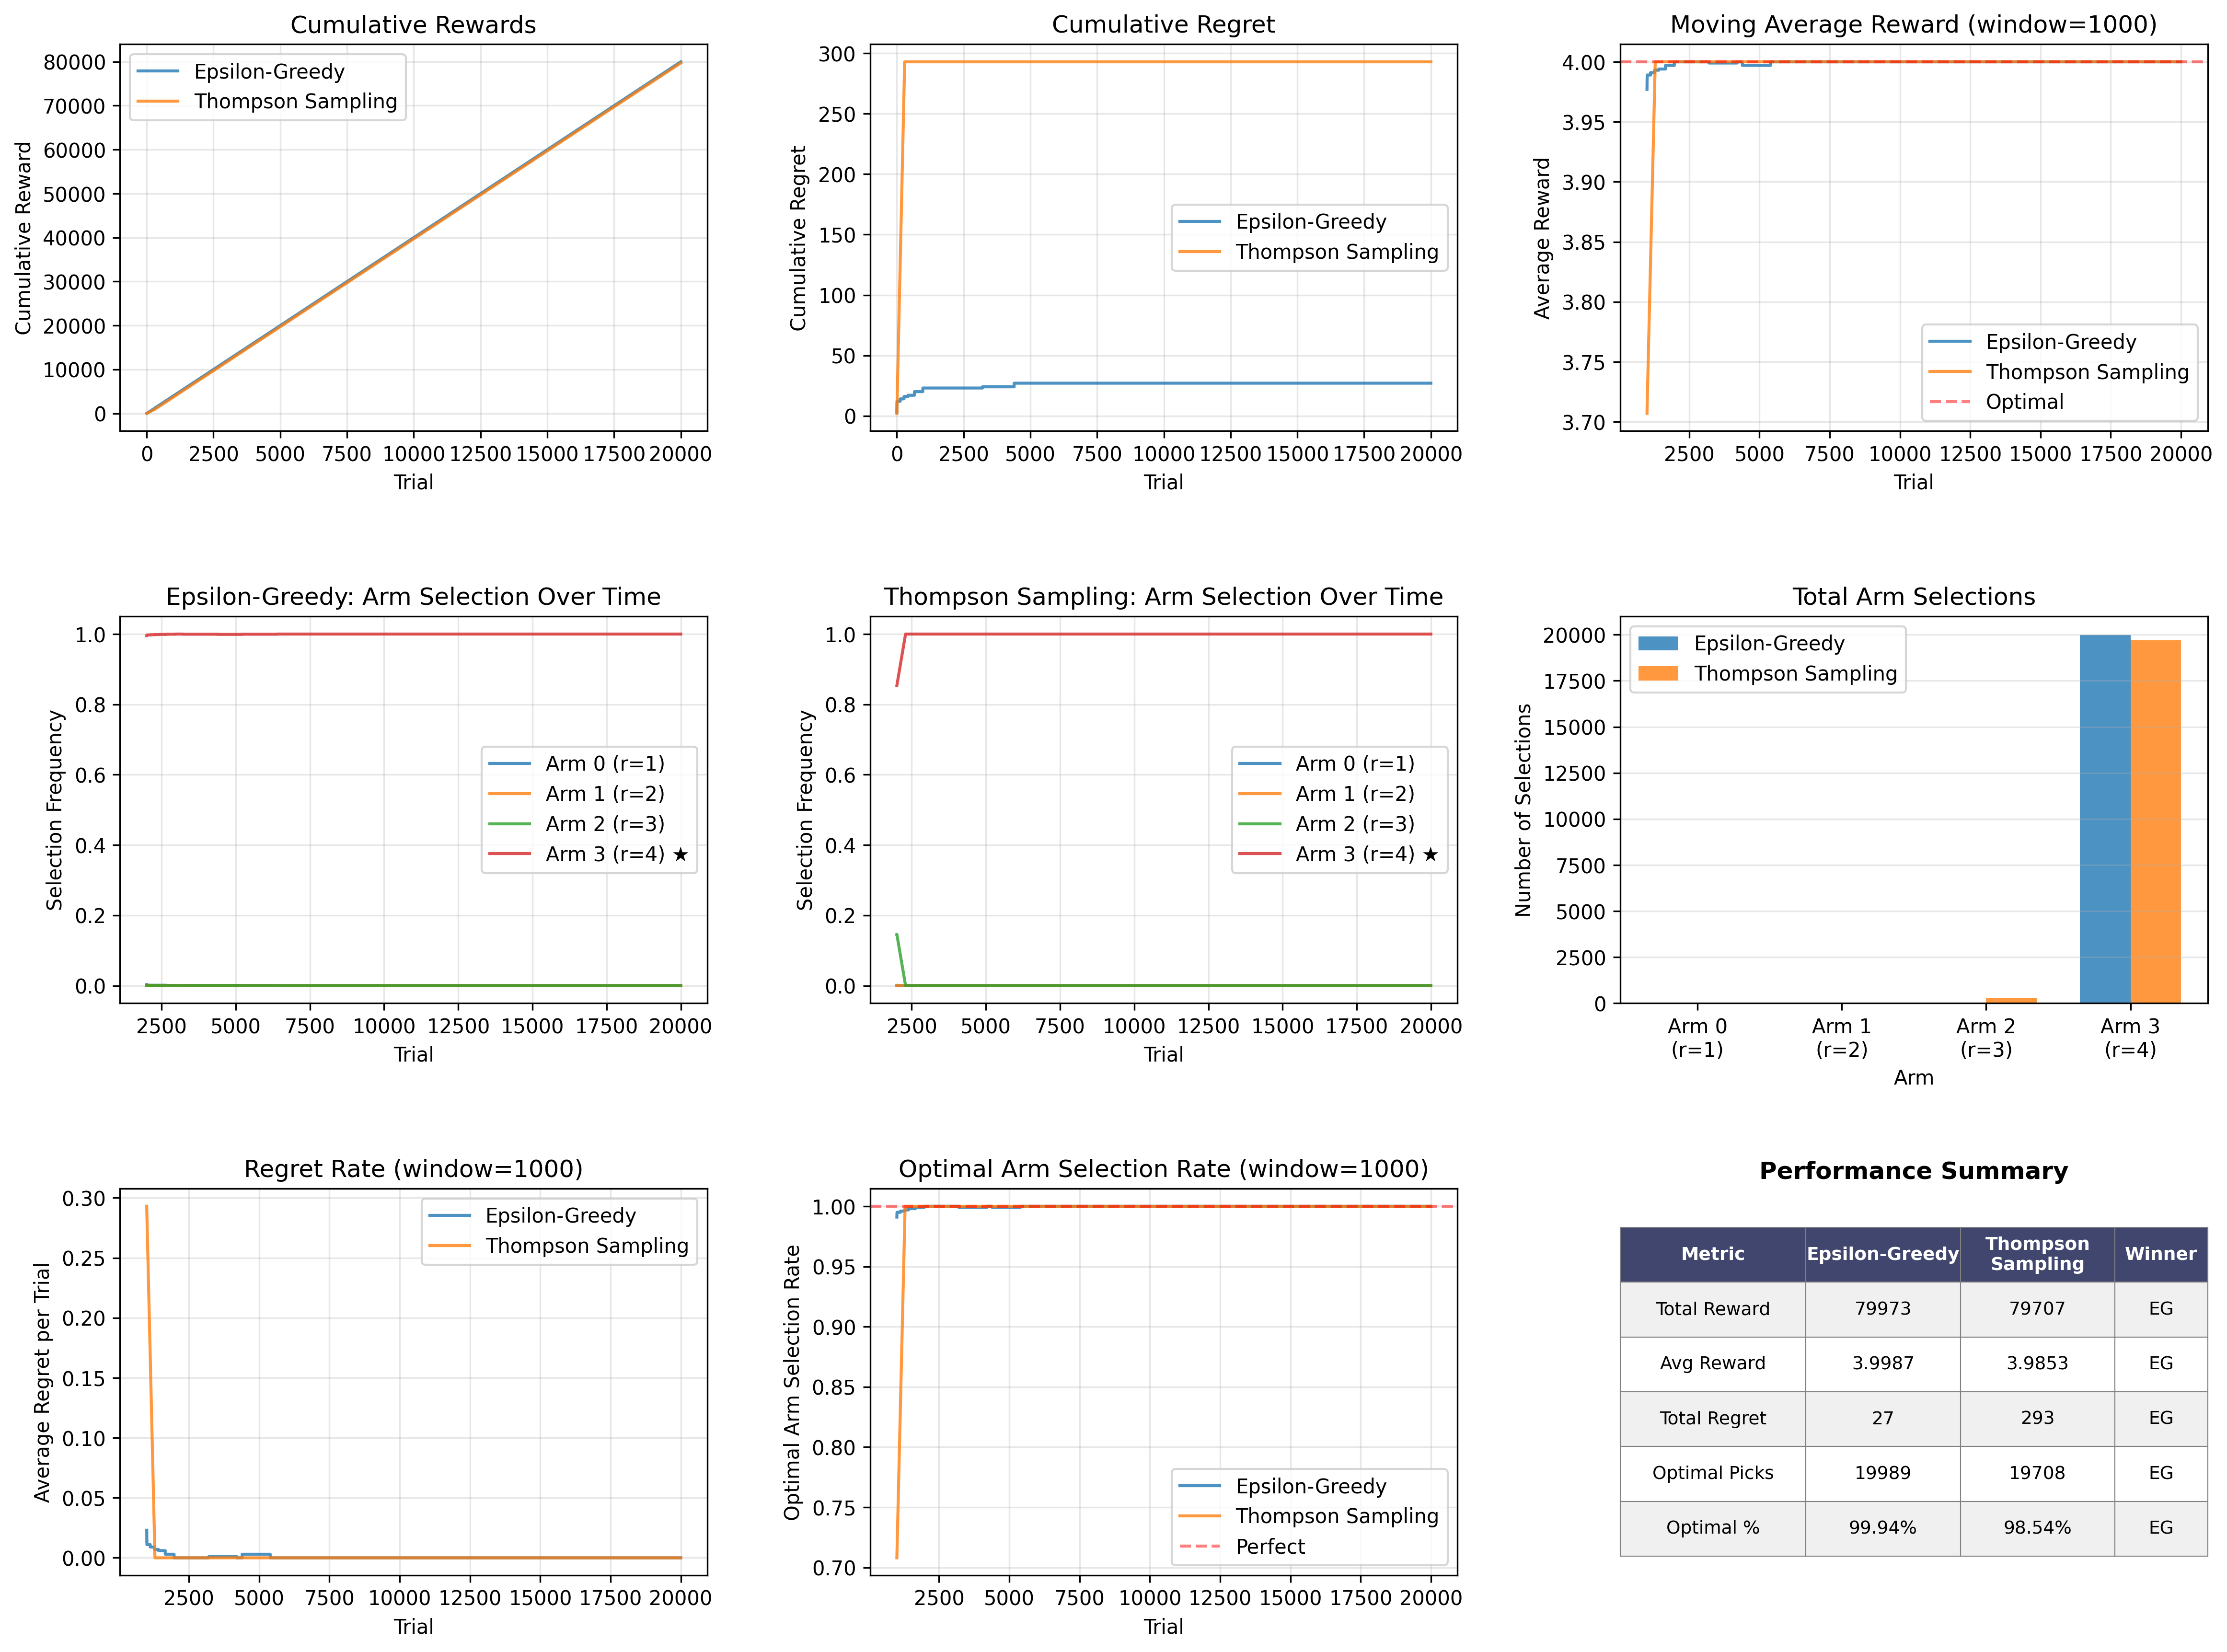 Cumulative Rewards
80000
70000
60000
50000
40000
30000
20000
10000
0
Cumulative Reward
Epsilon-Greedy
Thompson Sampling
0 2500 5000 7500 10000 12500 15000 17500 20000
Trial
Cumulative Regret
300
250
200
150
100
50
0
Cumulative Regret
Epsilon-Greedy
Thompson Sampling
0 2500 5000 7500 10000 12500 15000 17500 20000
Trial
Moving Average Reward (window=1000)
4.00
3.95
3.90
3.85
3.80
3.75
3.70
Average Reward
Epsilon-Greedy
Thompson Sampling
Optimal
2500 5000 7500 10000 12500 15000 17500 20000
Trial
Epsilon-Greedy: Arm Selection Over Time
1.0
0.8
0.6
0.4
0.2
0.0
Selection Frequency
Arm 0 (r=1)
Arm 1 (r=2)
Arm 2 (r=3)
Arm 3 (r=4) ★
2500 5000 7500 10000 12500 15000 17500 20000
Trial
Thompson Sampling: Arm Selection Over Time
1.0
0.8
0.6
0.4
0.2
0.0
Selection Frequency
Arm 0 (r=1)
Arm 1 (r=2)
Arm 2 (r=3)
Arm 3 (r=4) ★
2500 5000 7500 10000 12500 15000 17500 20000
Trial
Total Arm Selections
20000
17500
15000
12500
10000
7500
5000
2500
0
Number of Selections
Epsilon-Greedy
Thompson Sampling
Arm 0 Arm 1 Arm 2 Arm 3
(r=1) (r=2) (r=3) (r=4)
Arm
Regret Rate (window=1000)
0.30
0.25
0.20
0.15
0.10
0.05
0.00
Average Regret per Trial
Epsilon-Greedy
Thompson Sampling
2500 5000 7500 10000 12500 15000 17500 20000
Trial
Optimal Arm Selection Rate (window=1000)
1.00
0.95
0.90
0.85
0.80
0.75
0.70
Optimal Arm Selection Rate
Epsilon-Greedy
Thompson Sampling
Perfect
2500 5000 7500 10000 12500 15000 17500 20000
Trial
Performance Summary
Metric Epsilon-Greedy Thompson Sampling Winner
Total Reward 79973 79707 EG
Avg Reward 3.9987 3.9853 EG
Total Regret 27 293 EG
Optimal Picks 19989 19708 EG
Optimal % 99.94% 98.54% EG